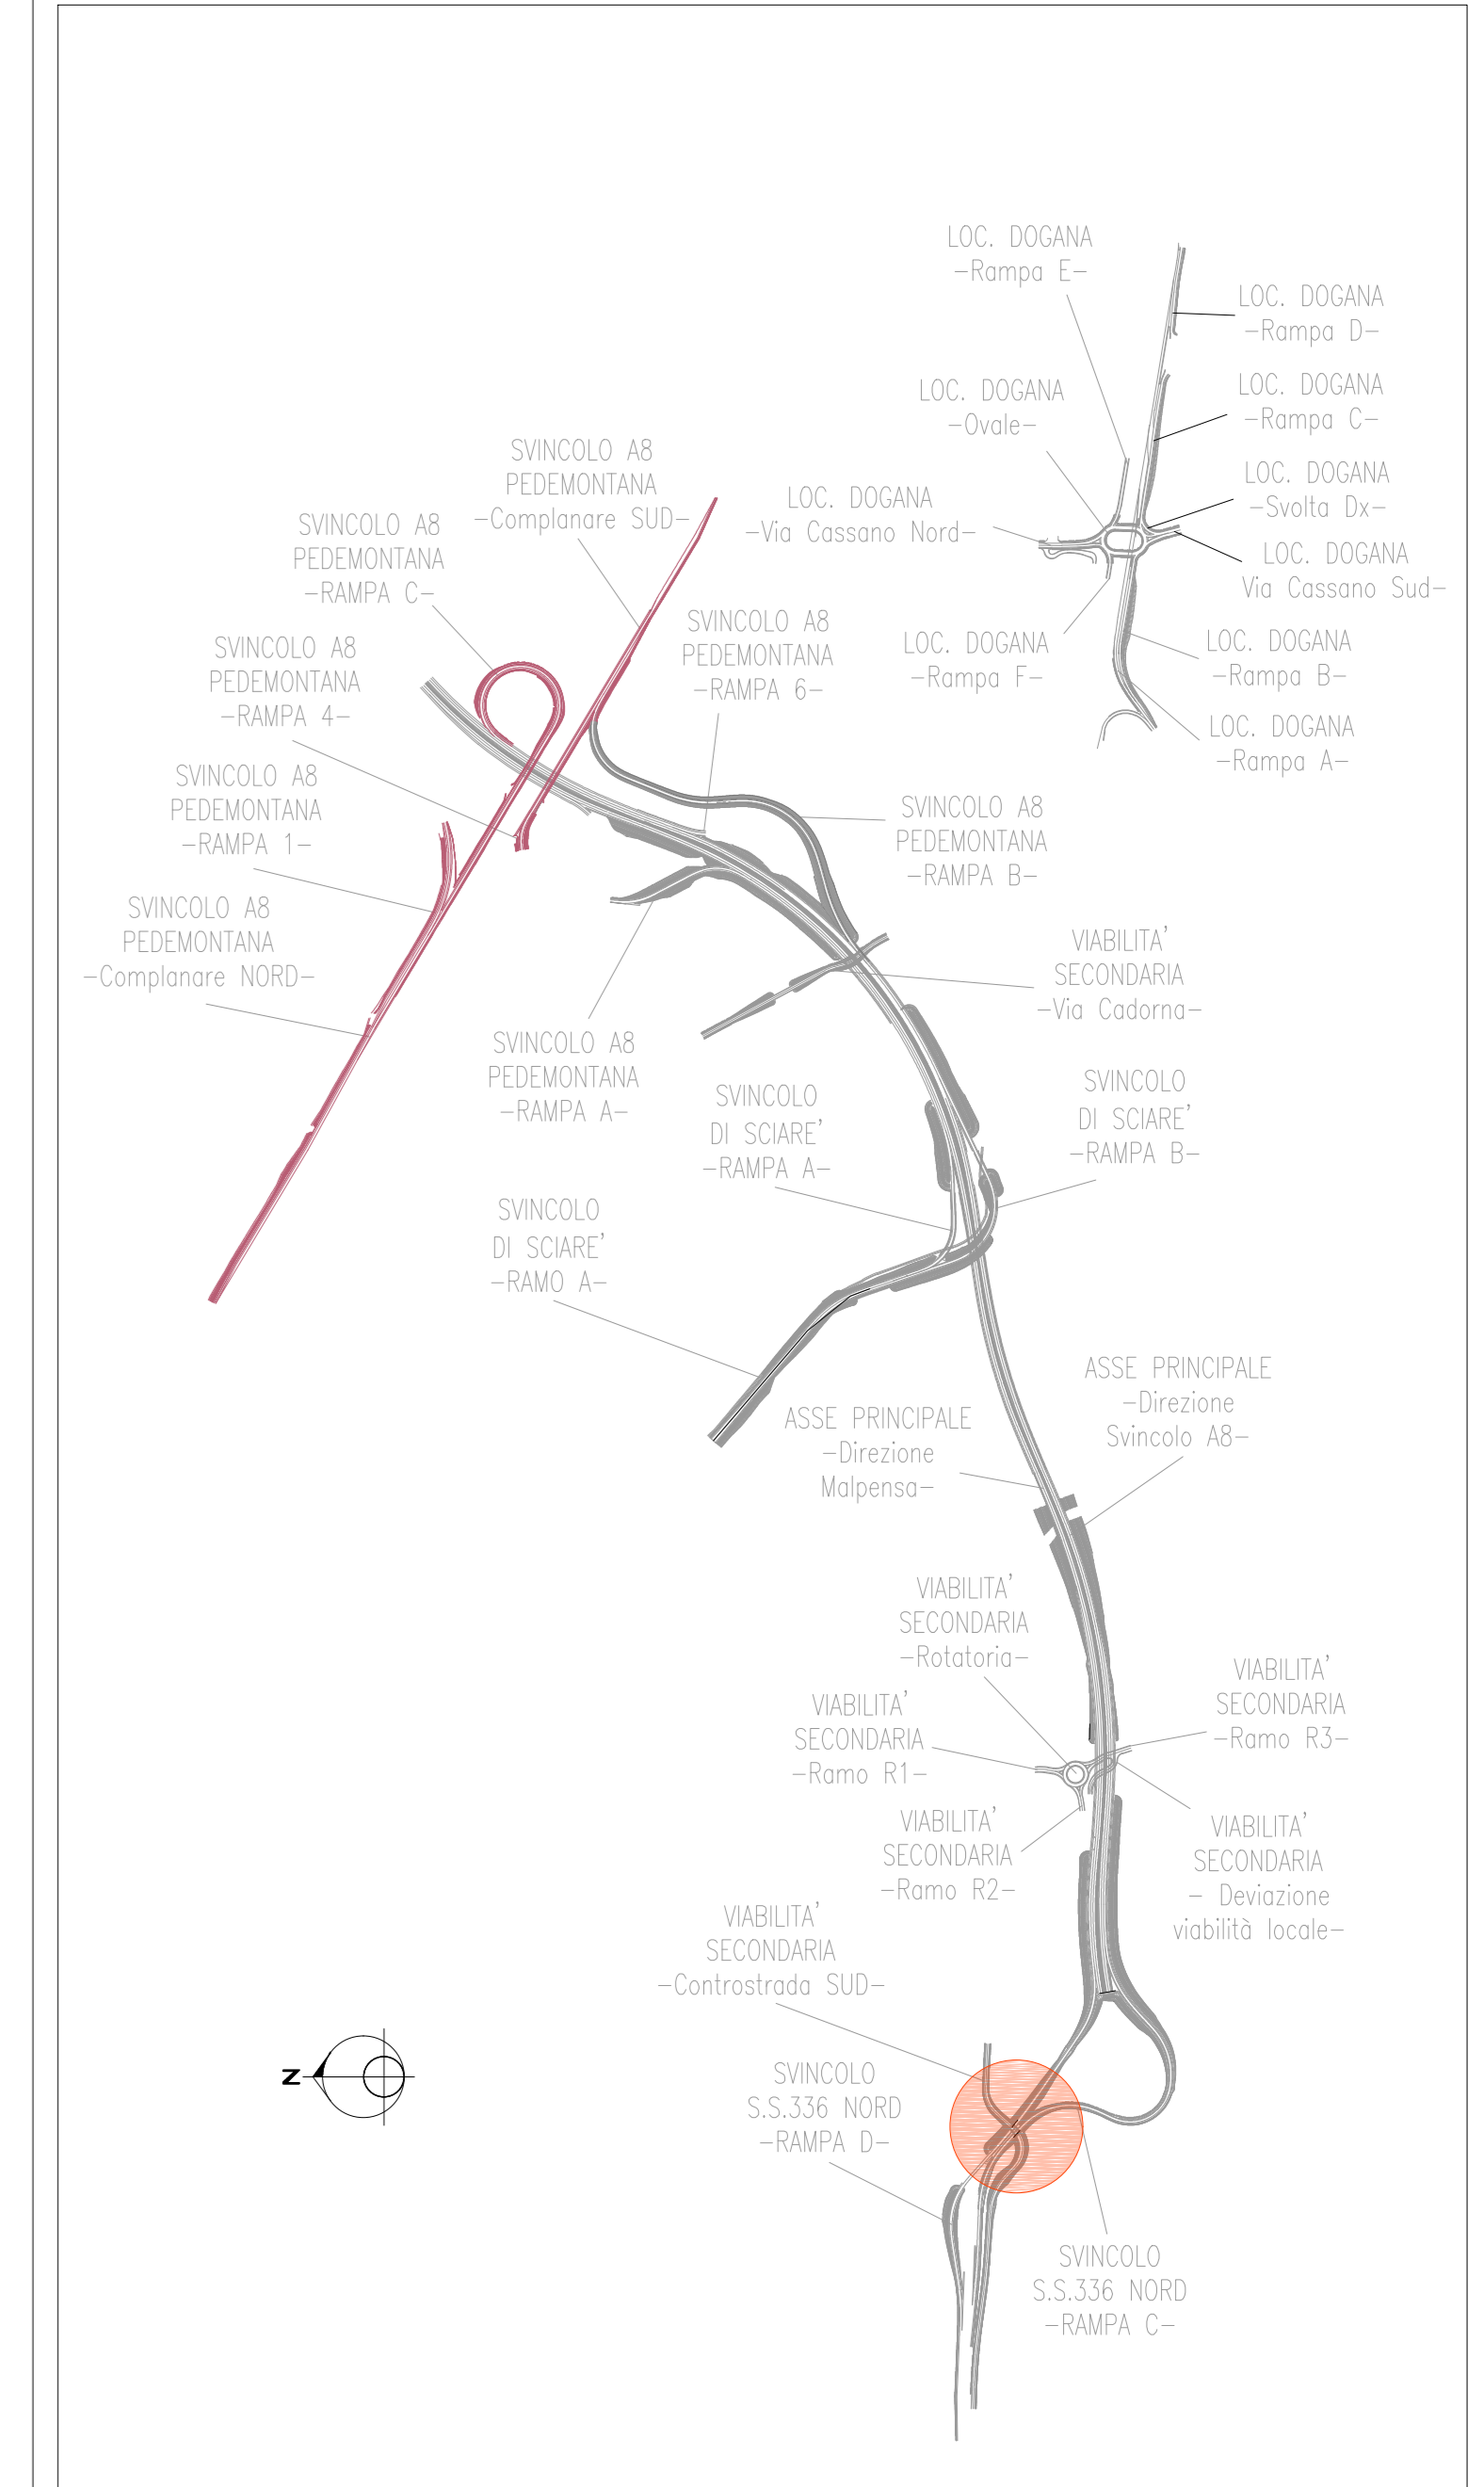 LOC. DOGANA
-Rampa E-
LOC. DOGANA
-Rampa D-
LOC. DOGANA
-Ovale-
LOC. DOGANA
-Rampa C-
SVINCOLO A8
PEDEMONTANA
-Complanare SUD-
LOC. DOGANA
-Via Cassano Nord-
LOC. DOGANA
-Svolta Dx-
SVINCOLO A8
PEDEMONTANA
-RAMPA C-
LOC. DOGANA
Via Cassano Sud-
SVINCOLO A8
PEDEMONTANA
-RAMPA 4-
SVINCOLO A8
PEDEMONTANA
-RAMPA 6-
LOC. DOGANA
-Rampa F-
LOC. DOGANA
-Rampa B-
LOC. DOGANA
-Rampa A-
SVINCOLO A8
PEDEMONTANA
-RAMPA 1-
SVINCOLO A8
PEDEMONTANA
-RAMPA B-
SVINCOLO A8
PEDEMONTANA
-Complanare NORD-
VIABILITA'
SECONDARIA
-Via Cadorna-
SVINCOLO A8
PEDEMONTANA
-RAMPA A-
SVINCOLO
DI SCIARE'
-RAMPA A-
SVINCOLO
DI SCIARE'
-RAMPA B-
SVINCOLO
DI SCIARE'
-RAMO A-
ASSE PRINCIPALE
-Direzione
Svincolo A8-
ASSE PRINCIPALE
-Direzione
Malpensa-
VIABILITA'
SECONDARIA
-Rotatoria-
VIABILITA'
SECONDARIA
-Ramo R3-
VIABILITA'
SECONDARIA
-Ramo R1-
VIABILITA'
SECONDARIA
-Ramo R2-
VIABILITA'
SECONDARIA
- Deviazione
viabilità locale-
VIABILITA'
SECONDARIA
-Controstrada SUD-
N
SVINCOLO
S.S.336 NORD
-RAMPA D-
SVINCOLO
S.S.336 NORD
-RAMPA C-